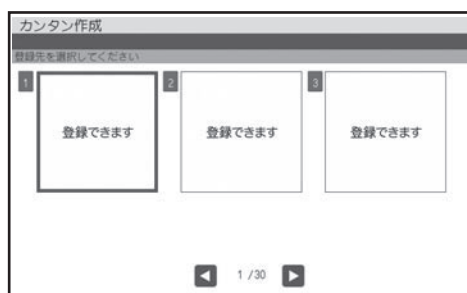 カンタン作成
登録先を選択してください
1 2 3
登録できます 登録できます 登録できます
1 /30